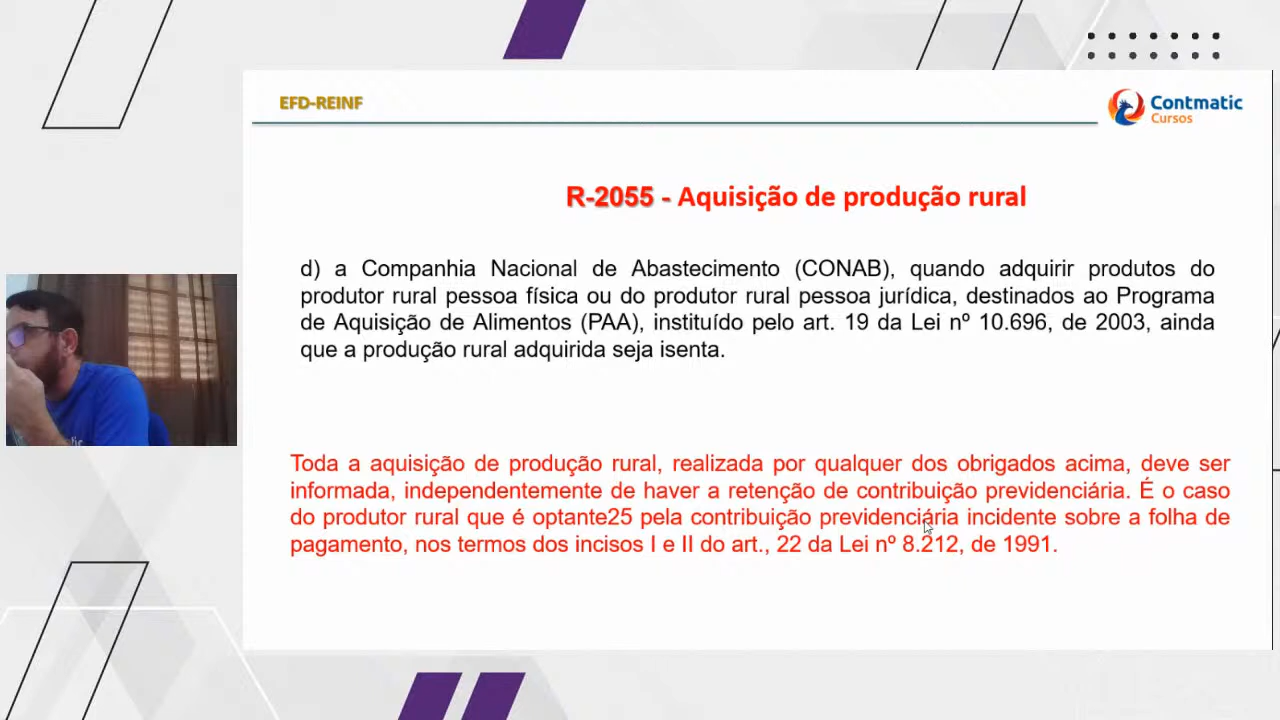 EFD-REINF
Contmatic
Cursos
R-2055 - Aquisição de produção rural
d) a Companhia Nacional de Abastecimento (CONAB), quando adquirir produtos do
produtor rural pessoa física ou do produtor rural pessoa jurídica, destinados ao Programa
de Aquisição de Alimentos (PAA), instituído pelo art. 19 da Lei nº 10.696, de 2003, ainda
que a produção rural adquirida seja isenta.
Toda a aquisição de produção rural, realizada por qualquer dos obrigados acima, deve ser
informada, independentemente de haver a retenção de contribuição previdenciária. É o caso
do produtor rural que é optante25 pela contribuição previdenciária incidente sobre a folha de
pagamento, nos termos dos incisos I e II do art., 22 da Lei nº 8.212, de 1991.